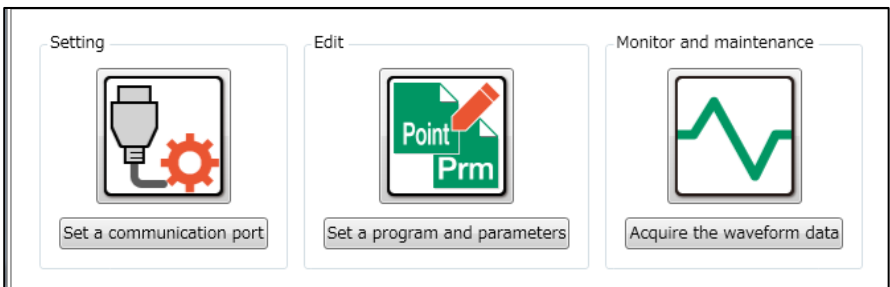 Setting
Edit
Monitor and maintenance
Point
Prm
Set a communication port
Set a program and parameters
Acquire the waveform data